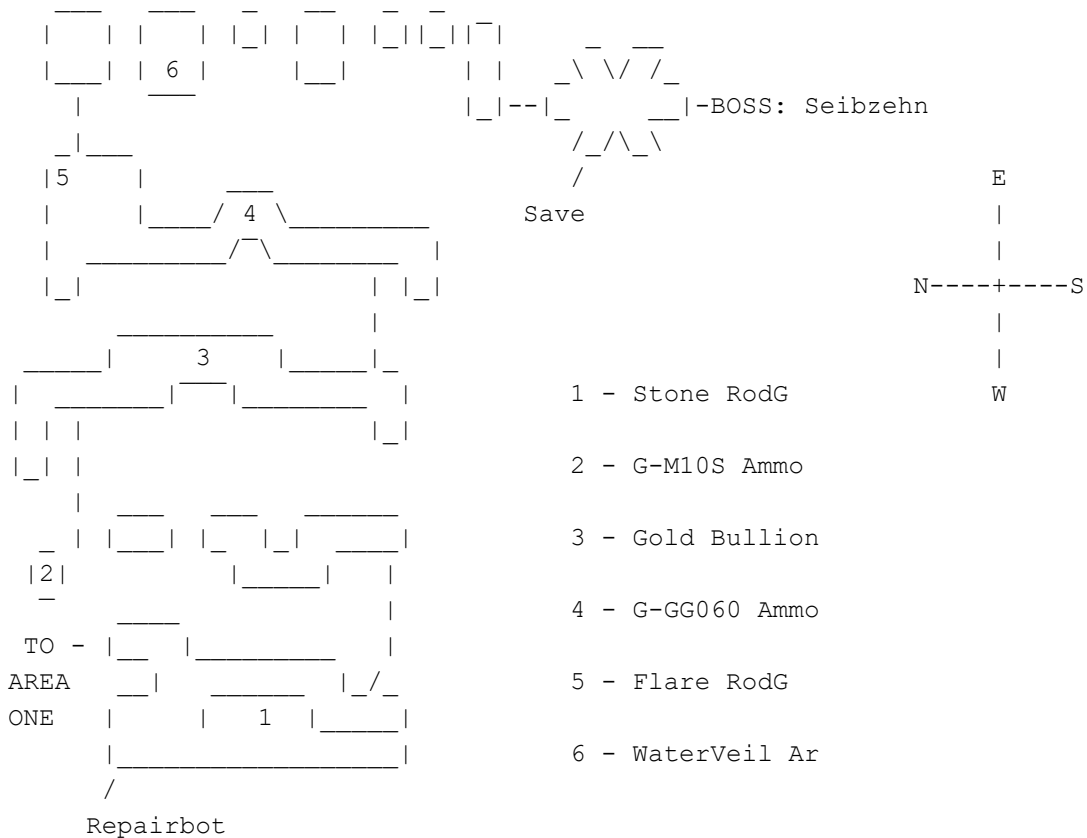 6
-BOSS: Seibzehn
5
E
4
Save
N----+----S
3
1 - Stone RodG
W
2 - G-M10S Ammo
3 - Gold Bullion
2
4 - G-GG060 Ammo
TO -
AREA
5 - Flare RodG
ONE
1
6 - WaterVeil Ar
Repairbot